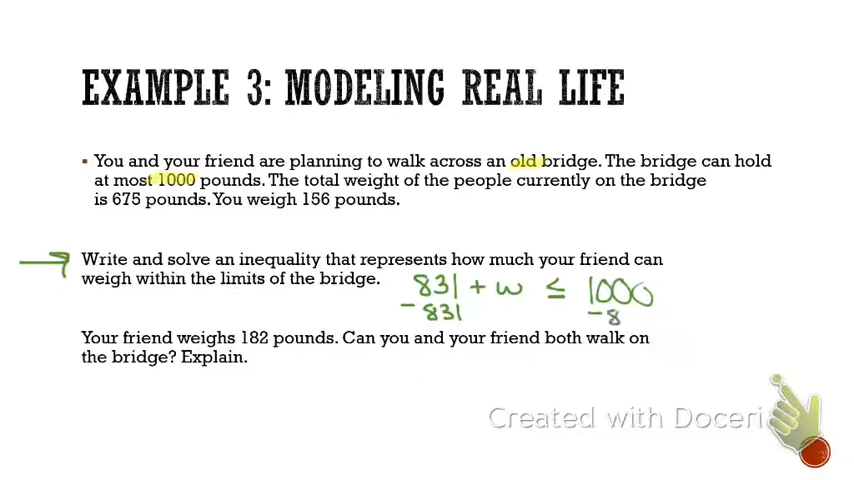 EXAMPLE 3: MODELING REAL LIFE
You and your friend are planning to walk across an old bridge. The bridge can hold
at most 1000 pounds. The total weight of the people currently on the bridge
is 675 pounds. You weigh 156 pounds.
Write and solve an inequality that represents how much your friend can
weigh within the limits of the bridge.
831 + w ≤ 1000
-831 -8
Your friend weighs 182 pounds. Can you and your friend both walk on
the bridge? Explain.
Created with Doceri